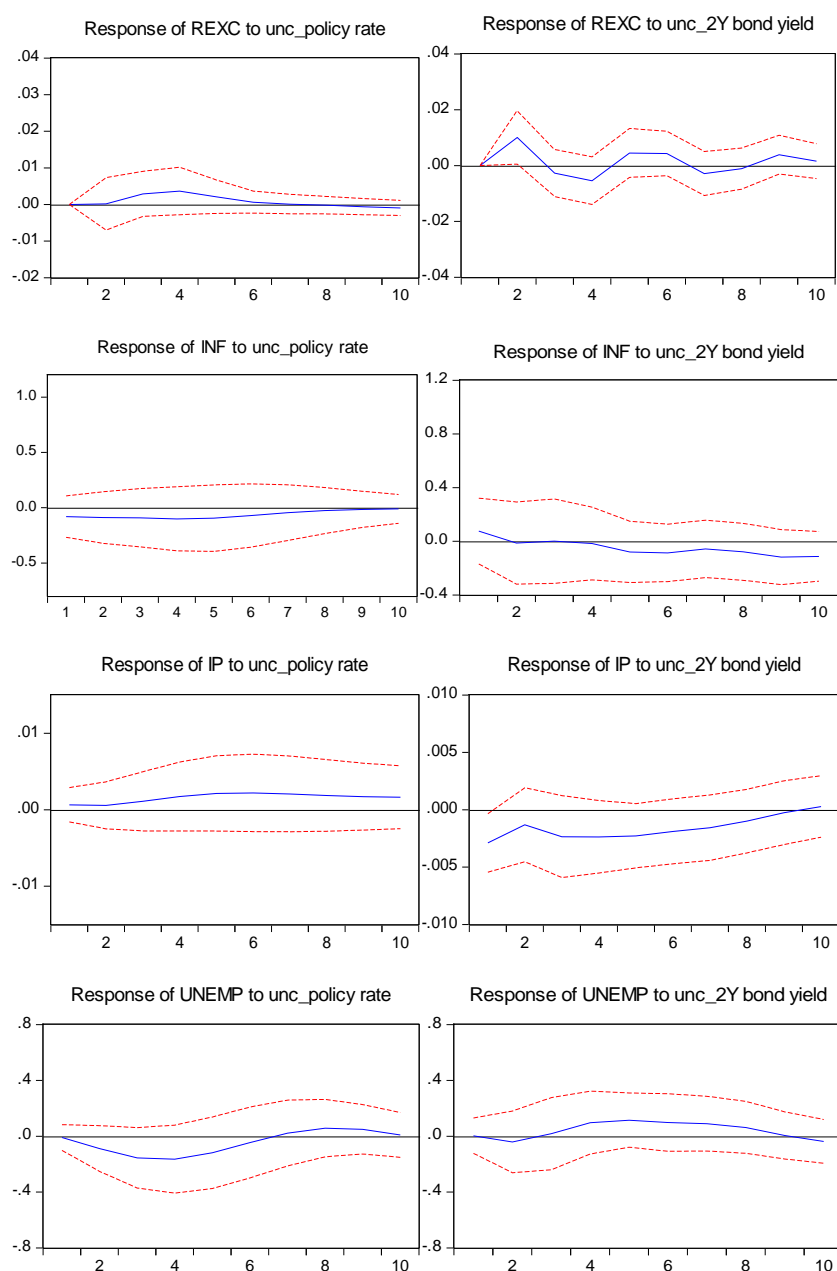 Response of REXC to unc_policy rate
.04
.03
.02
.01
.00
-.01
-.02
2 4 6 8 10
Response of REXC to unc_2Y bond yield
.04
.02
.00
-.02
-.04
2 4 6 8 10
Response of INF to unc_policy rate
1.0
0.5
0.0
-0.5
1 2 3 4 5 6 7 8 9 10
Response of INF to unc_2Y bond yield
1.2
0.8
0.4
0.0
-0.4
2 4 6 8 10
Response of IP to unc_policy rate
.01
.00
-.01
2 4 6 8 10
Response of IP to unc_2Y bond yield
.010
.005
.000
-.005
-.010
2 4 6 8 10
Response of UNEMP to unc_policy rate
.8
.4
.0
-.4
-.8
2 4 6 8 10
Response of UNEMP to unc_2Y bond yield
.8
.4
.0
-.4
-.8
2 4 6 8 10